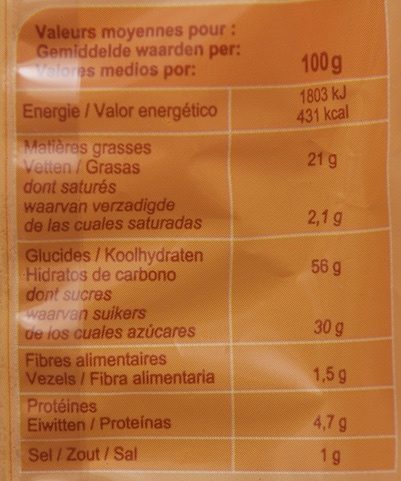 Valeurs moyennes pour :
Gemiddelde waarden per:
Valores medios por:
100 g
Energie / Valor energético
1803 kJ
431 kcal
Matières grasses
Vetten / Grasas
21 g
dont saturés
waarvan verzadigde
de las cuales saturadas
2,1 g
Glucides / Koolhydraten
Hidratos de carbono
56 g
dont sucres
waarvan suikers
de los cuales azúcares
30 g
Fibres alimentaires
Vezels / Fibra alimentaria
1,5 g
Protéines
Eiwitten / Proteínas
4,7 g
Sel / Zout / Sal
1 g